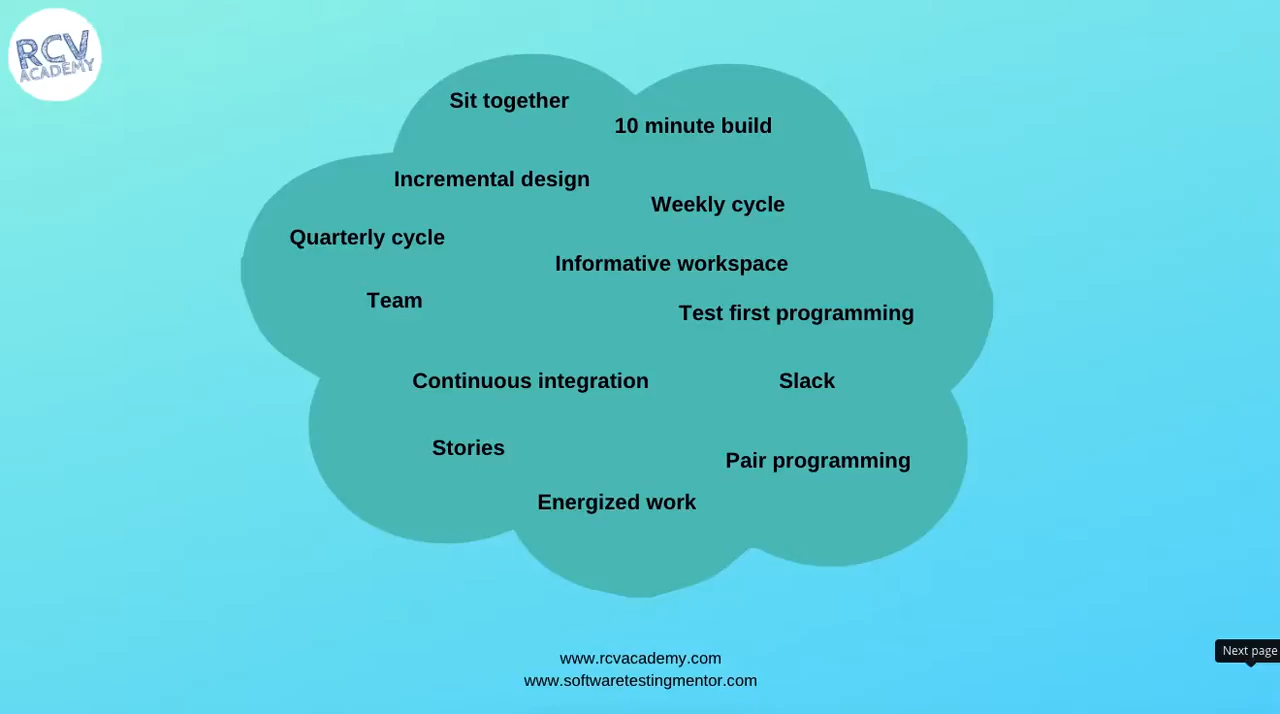 RCV
ACADEMY
Sit together
10 minute build
Incremental design
Weekly cycle
Quarterly cycle
Informative workspace
Team
Test first programming
Continuous integration
Slack
Stories
Pair programming
Energized work
www.rcvacademy.com
www.softwaretestingmentor.com
Next page